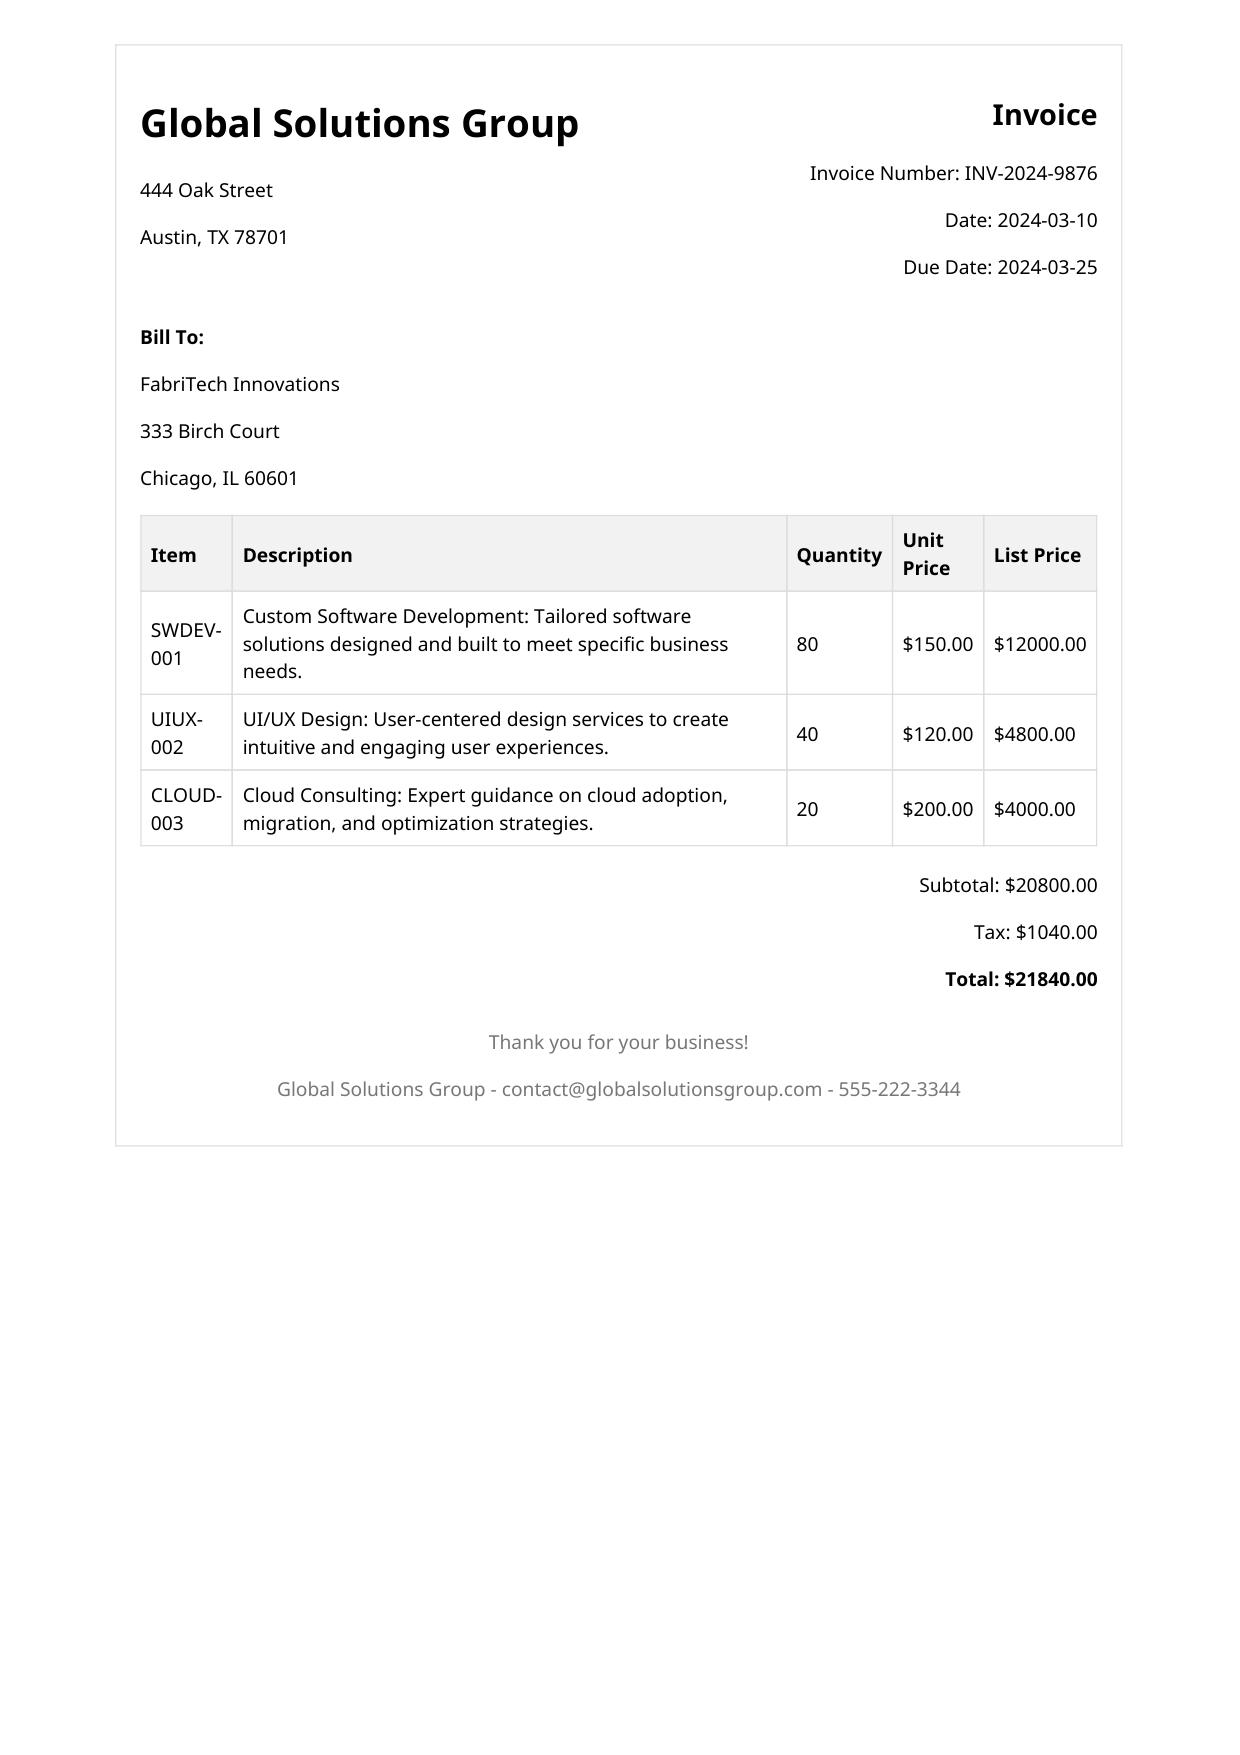 Global Solutions Group
444 Oak Street
Austin, TX 78701
Invoice
Invoice Number: INV-2024-9876
Date: 2024-03-10
Due Date: 2024-03-25
Bill To:
FabriTech Innovations
333 Birch Court
Chicago, IL 60601
Item Description Quantity Unit Price List Price
SWDEV-001 Custom Software Development: Tailored software solutions designed and built to meet specific business needs. 80 $150.00 $12000.00
UIUX-002 UI/UX Design: User-centered design services to create intuitive and engaging user experiences. 40 $120.00 $4800.00
CLOUD-003 Cloud Consulting: Expert guidance on cloud adoption, migration, and optimization strategies. 20 $200.00 $4000.00
Subtotal: $20800.00
Tax: $1040.00
Total: $21840.00
Thank you for your business!
Global Solutions Group - contact@globalsolutionsgroup.com - 555-222-3344